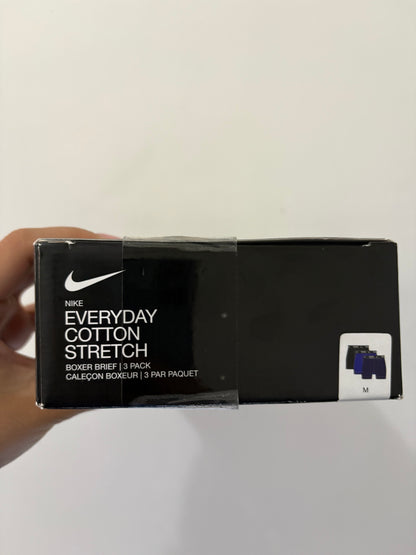 NIKE
EVERYDAY
COTTON
STRETCH
BOXER BRIEF | 3 PACK
CALEÇON BOXEUR | 3 PAR PAQUET
M